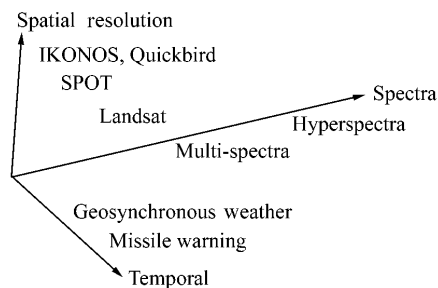 Spatial resolution
IKONOS, Quickbird
SPOT
Spectra
Landsat
Hyperspectra
Multi-spectra
Geosynchronous weather
Missile warning
Temporal